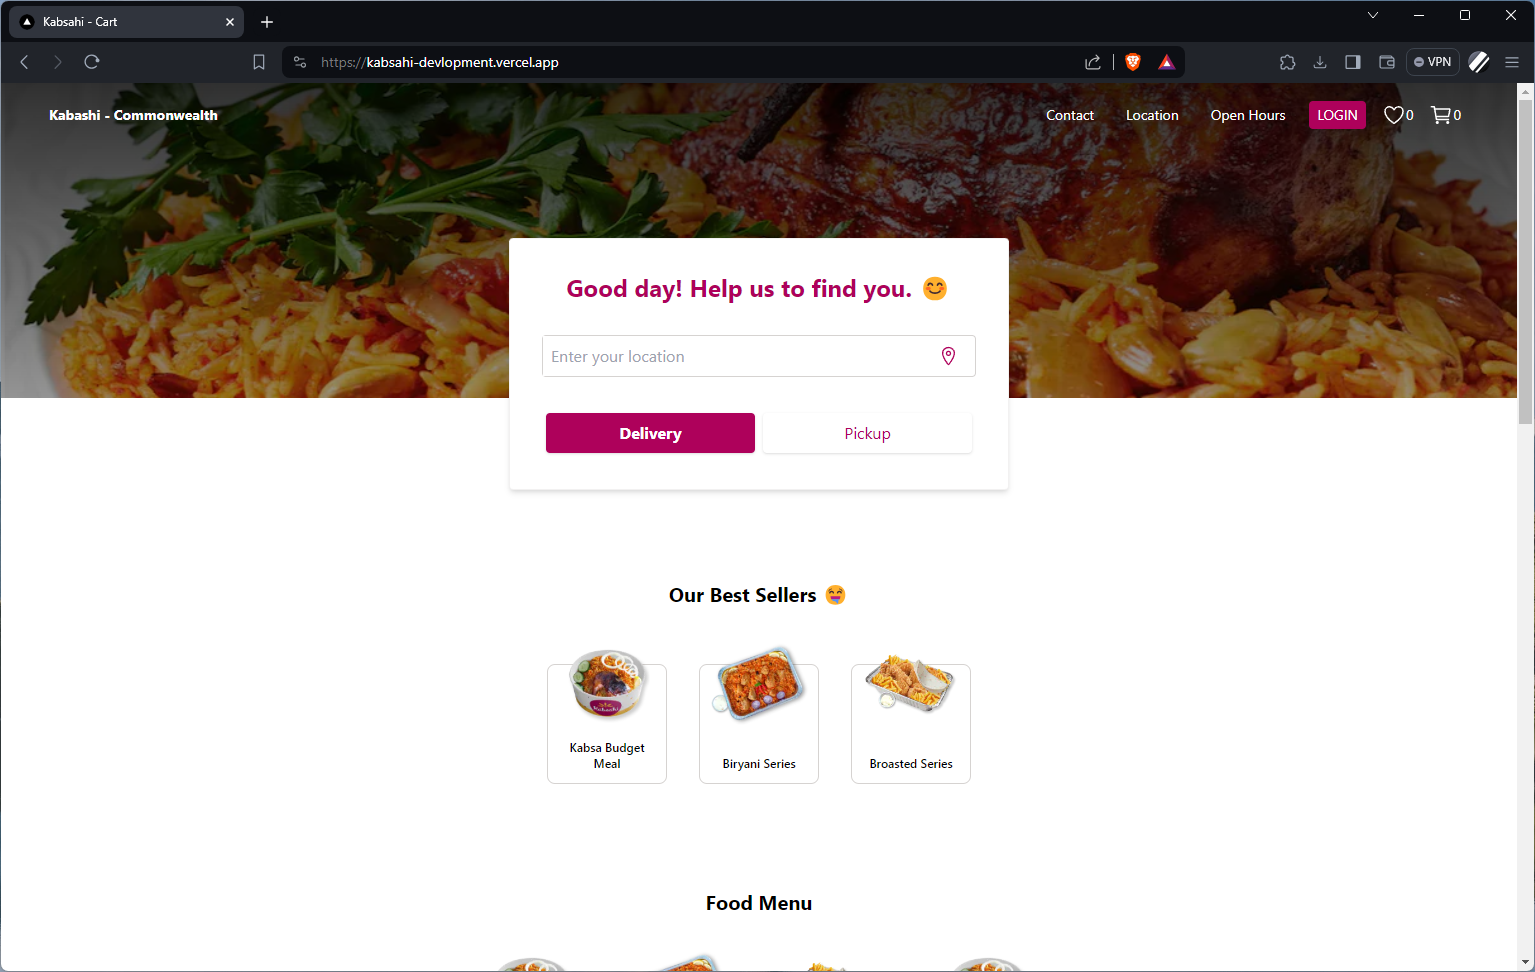 Kabsahi - Cart
https://kabsahi-devlopment.vercel.app
VPN
Kabashi - Commonwealth
Contact
Location
Open Hours
LOGIN
0
0
Good day! Help us to find you. 😊
Enter your location
Delivery
Pickup
Our Best Sellers 🤤
Kabashi
Kabsa Budget
Meal
Biryani Series
Broasted Series
Food Menu